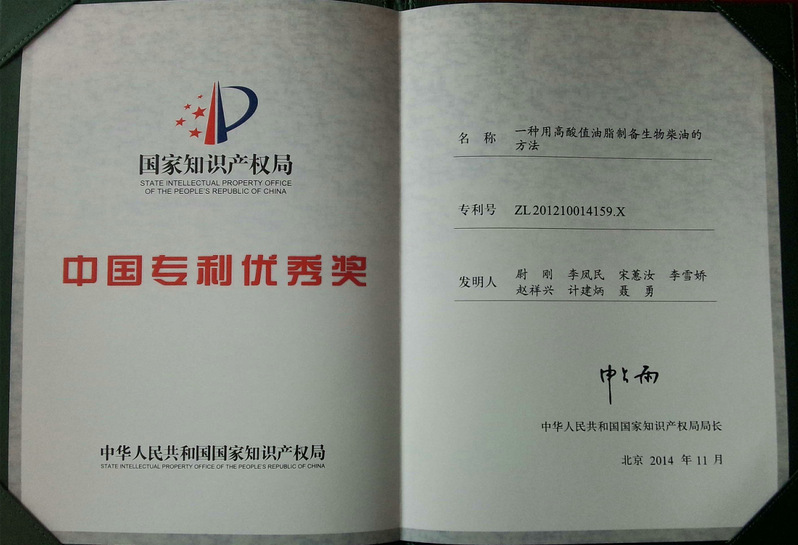 国家知识产权局
STATE INTELLECTUAL PROPERTY OFFICE
OF THE PEOPLE'S REPUBLIC OF CHINA
中国专利优秀奖
中华人民共和国国家知识产权局
STATE INTELLECTUAL PROPERTY OFFICE OF THE PEOPLE'S REPUBLIC OF CHINA
名 称 一种用高酸值油脂制备生物柴油的
方法
专利号 ZL 201210014159.X
发明人 尉 刚 李凤民 宋蕙汝 李雪娇
赵祥兴 计建炳 聂 勇
申长雨
中华人民共和国国家知识产权局局长
北京 2014 年 11 月